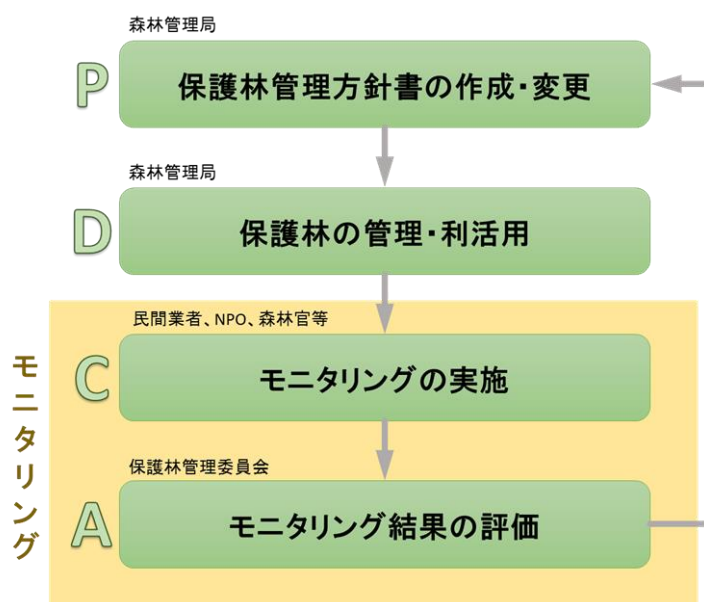 森林管理局
P
保護林管理方針書の作成・変更
森林管理局
D
保護林の管理・利活用
民間業者、NPO、森林官等
C
モニタリングの実施
モニタリング
保護林管理委員会
A
モニタリング結果の評価